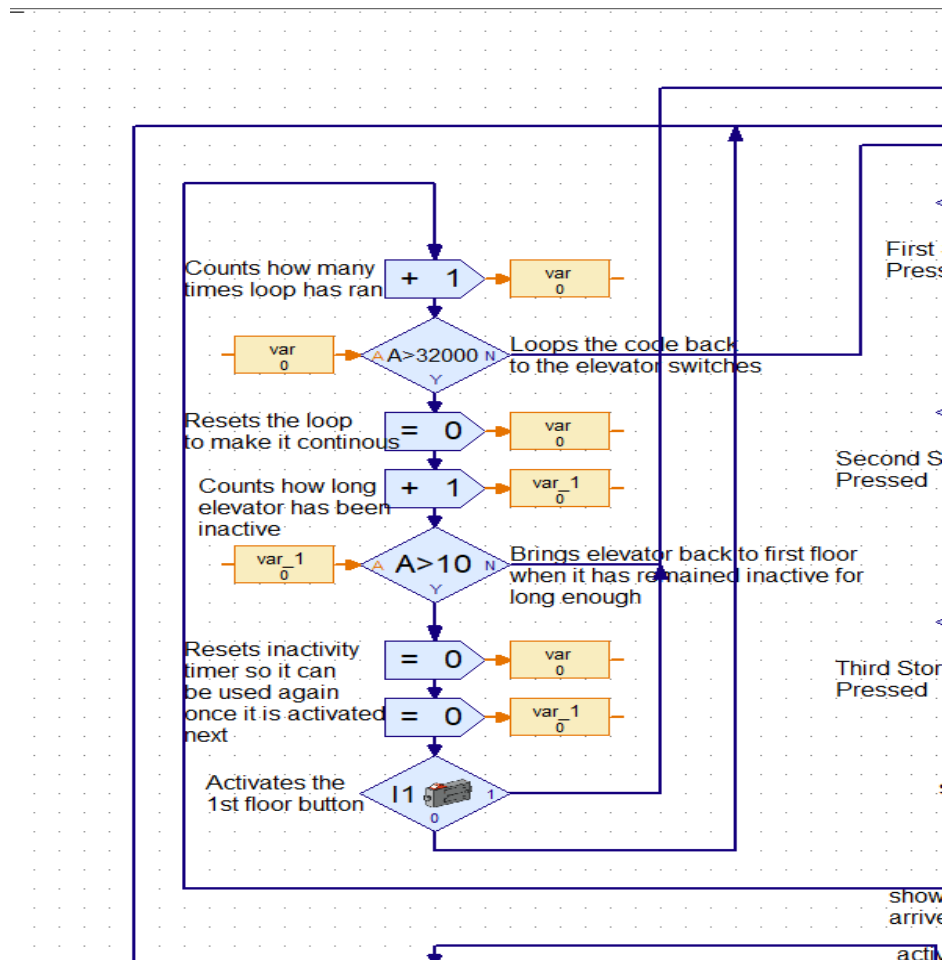 First
Press
Counts how many
times loop has ran
+ 1
var
0
var
0
A A>32000 N
Y
Loops the code back
to the elevator switches
Resets the loop
to make it continous
= 0
var
0
Second S
Pressed
Counts how long
elevator has been
inactive
+ 1
var_1
0
var_1
0
A A>10 N
Y
Brings elevator back to first floor
when it has remained inactive for
long enough
Resets inactivity
timer so it can
be used again
once it is activated
next
= 0
var
0
= 0
var_1
0
Third Stor
Pressed
Activates the
1st floor button
I1 1
0
show
arrive
acti